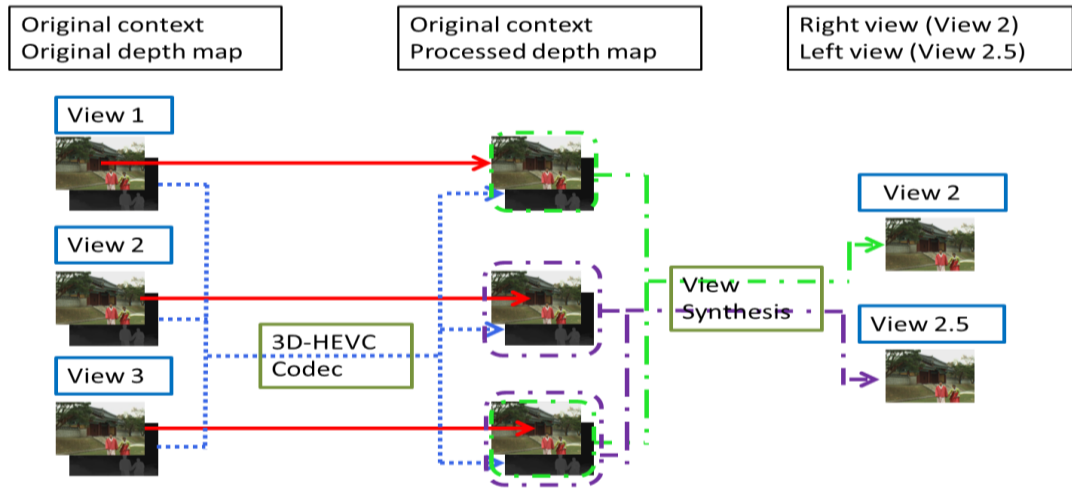 Original context
Original depth map
Original context
Processed depth map
Right view (View 2)
Left view (View 2.5)
View 1
View 2
View 3
3D-HEVC
Codec
View
Synthesis
View 2
View 2.5